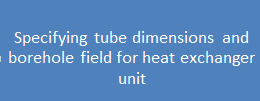 Specifying tube dimensions and
borehole field for heat exchanger
unit